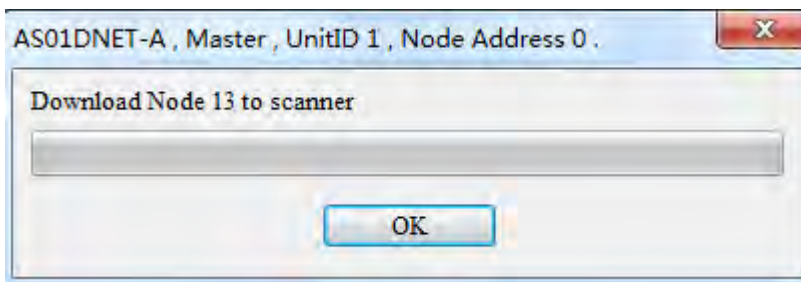 AS01DNET-A , Master , UnitID 1 , Node Address 0 .
Download Node 13 to scanner
OK